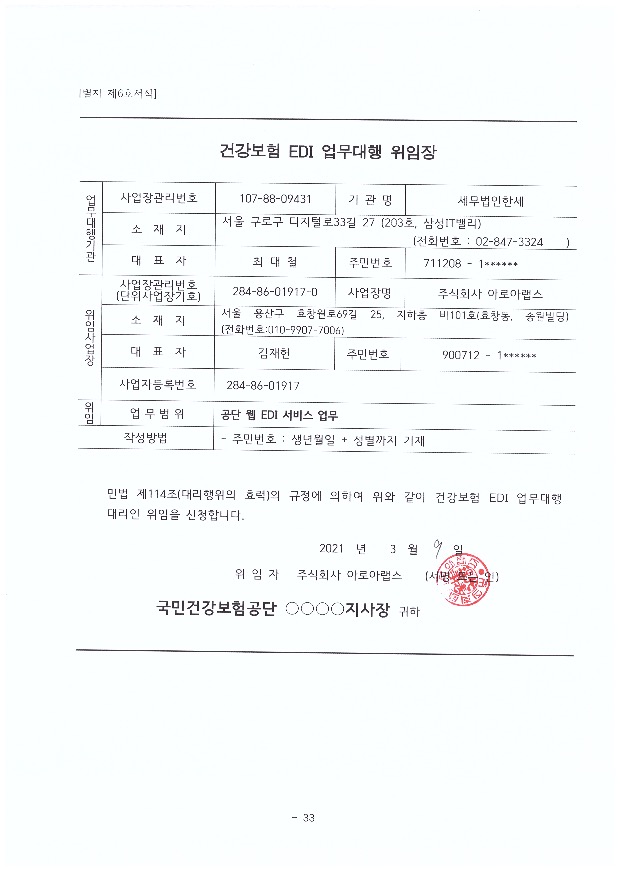 [별지 제6호서식]
건강보험 EDI 업무대행 위임장
업무대행기관
사업장관리번호 107-88-09431 기 관 명 세무법인한세
소 재 지 서울 구로구 디지털로33길 27 (203호, 삼성IT밸리)
(전화번호 : 02-847-3324 )
대 표 자 최 대 철 주민번호 711208 - 1******
위임사업장
사업장관리번호 284-86-01917-0 사업장명 주식회사 아로아랩스
(단위사업장기호)
소 재 지 서울 용산구 효창원로69길 25, 지하층 비101호(효창동, 송원빌딩)
(전화번호:010-9907-7006)
대 표 자 김재헌 주민번호 900712 - 1******
사업자등록번호 284-86-01917
위임
업 무 범 위 공단 웹 EDI 서비스 업무
작성방법 - 주민번호 : 생년월일 + 성별까지 기재
민법 제114조(대리행위의 효력)의 규정에 의하여 위와 같이 건강보험 EDI 업무대행
대리인 위임을 신청합니다.
2021 년 3 월 9 일
위 임 자 주식회사 아로아랩스 (서명 또는 인)
국민건강보험공단 ○○○○지사장 귀하
- 33